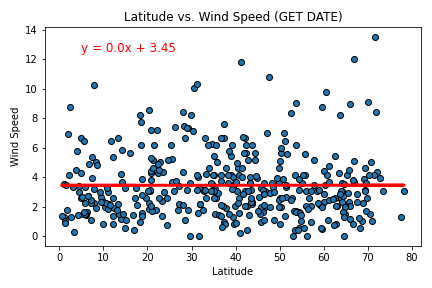 Latitude vs. Wind Speed (GET DATE)
y = 0.0x + 3.45
14
12
10
8
6
4
2
0
Wind Speed
0 10 20 30 40 50 60 70 80
Latitude